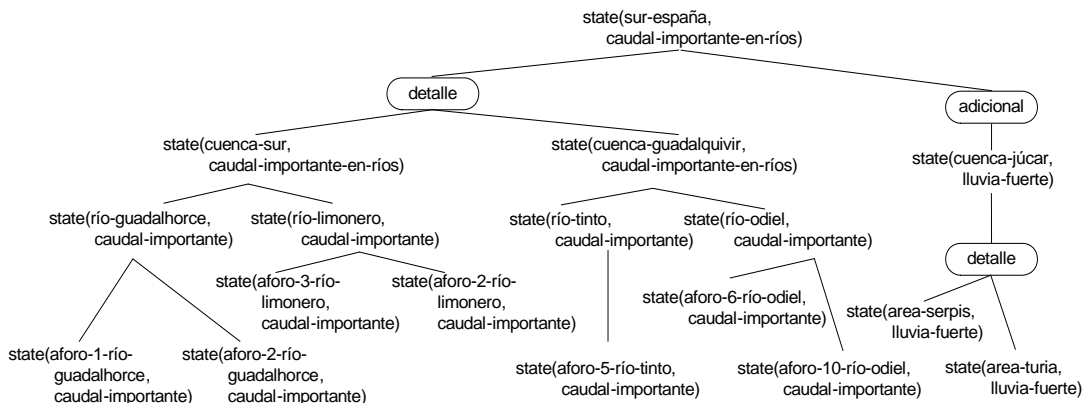 state(sur-españa,
caudal-importante-en-ríos)
detalle
adicional
state(cuenca-sur,
caudal-importante-en-ríos)
state(cuenca-guadalquivir,
caudal-importante-en-ríos)
state(cuenca-júcar,
lluvia-fuerte)
state(río-guadalhorce,
caudal-importante)
state(río-limonero,
caudal-importante)
state(río-tinto,
caudal-importante)
state(río-odiel,
caudal-importante)
detalle
state(aforo-3-río-
limonero,
caudal-importante)
state(aforo-2-río-
limonero,
caudal-importante)
state(aforo-6-río-odiel,
caudal-importante)
state(area-serpis,
lluvia-fuerte)
state(aforo-1-río-
guadalhorce,
caudal-importante)
state(aforo-2-río-
guadalhorce,
caudal-importante)
state(aforo-5-río-tinto,
caudal-importante)
state(aforo-10-río-odiel,
caudal-importante)
state(area-turia,
lluvia-fuerte)